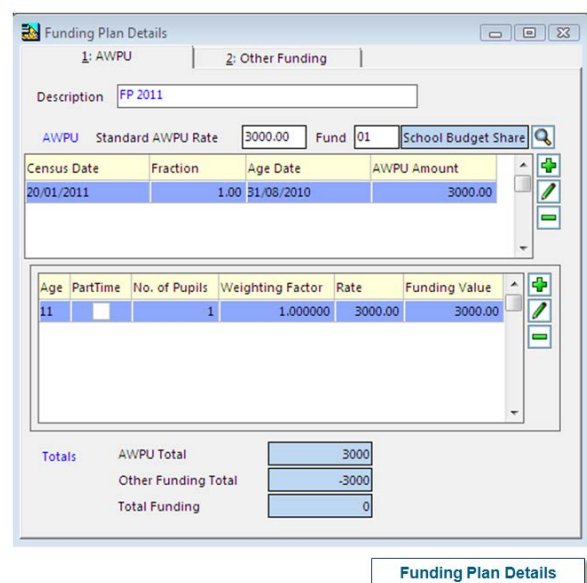 Funding Plan Details
1: AWPU 2: Other Funding
Description FP 2011
AWPU Standard AWPU Rate 3000.00 Fund 01 School Budget Share
Census Date Fraction Age Date AWPU Amount
20/01/2011 1.00 31/08/2010 3000.00
Age PartTime No. of Pupils Weighting Factor Rate Funding Value
11 1 1.000000 3000.00 3000.00
Totals AWPU Total 3000
Other Funding Total -3000
Total Funding 0
Funding Plan Details